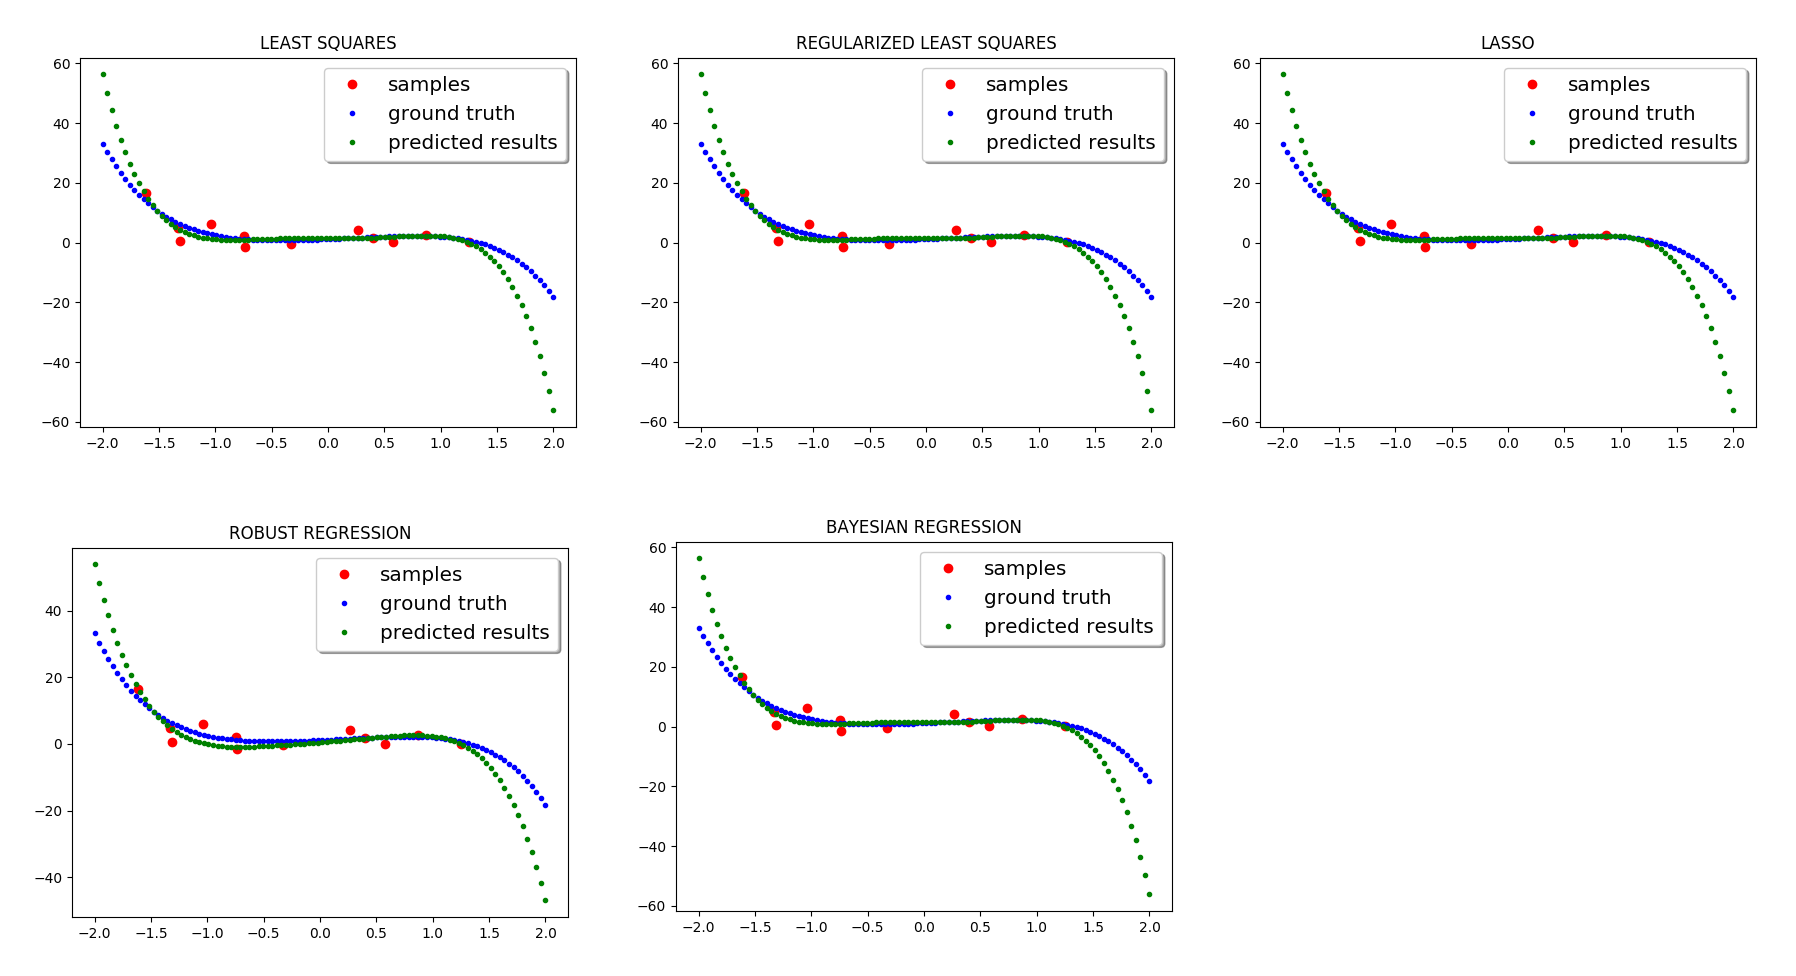 LEAST SQUARES
60
40
20
0
−20
−40
−60
−2.0 −1.5 −1.0 −0.5 0.0 0.5 1.0 1.5 2.0
samples
ground truth
predicted results
REGULARIZED LEAST SQUARES
60
40
20
0
−20
−40
−60
−2.0 −1.5 −1.0 −0.5 0.0 0.5 1.0 1.5 2.0
samples
ground truth
predicted results
LASSO
60
40
20
0
−20
−40
−60
−2.0 −1.5 −1.0 −0.5 0.0 0.5 1.0 1.5 2.0
samples
ground truth
predicted results
ROBUST REGRESSION
40
20
0
−20
−40
−2.0 −1.5 −1.0 −0.5 0.0 0.5 1.0 1.5 2.0
samples
ground truth
predicted results
BAYESIAN REGRESSION
60
40
20
0
−20
−40
−60
−2.0 −1.5 −1.0 −0.5 0.0 0.5 1.0 1.5 2.0
samples
ground truth
predicted results